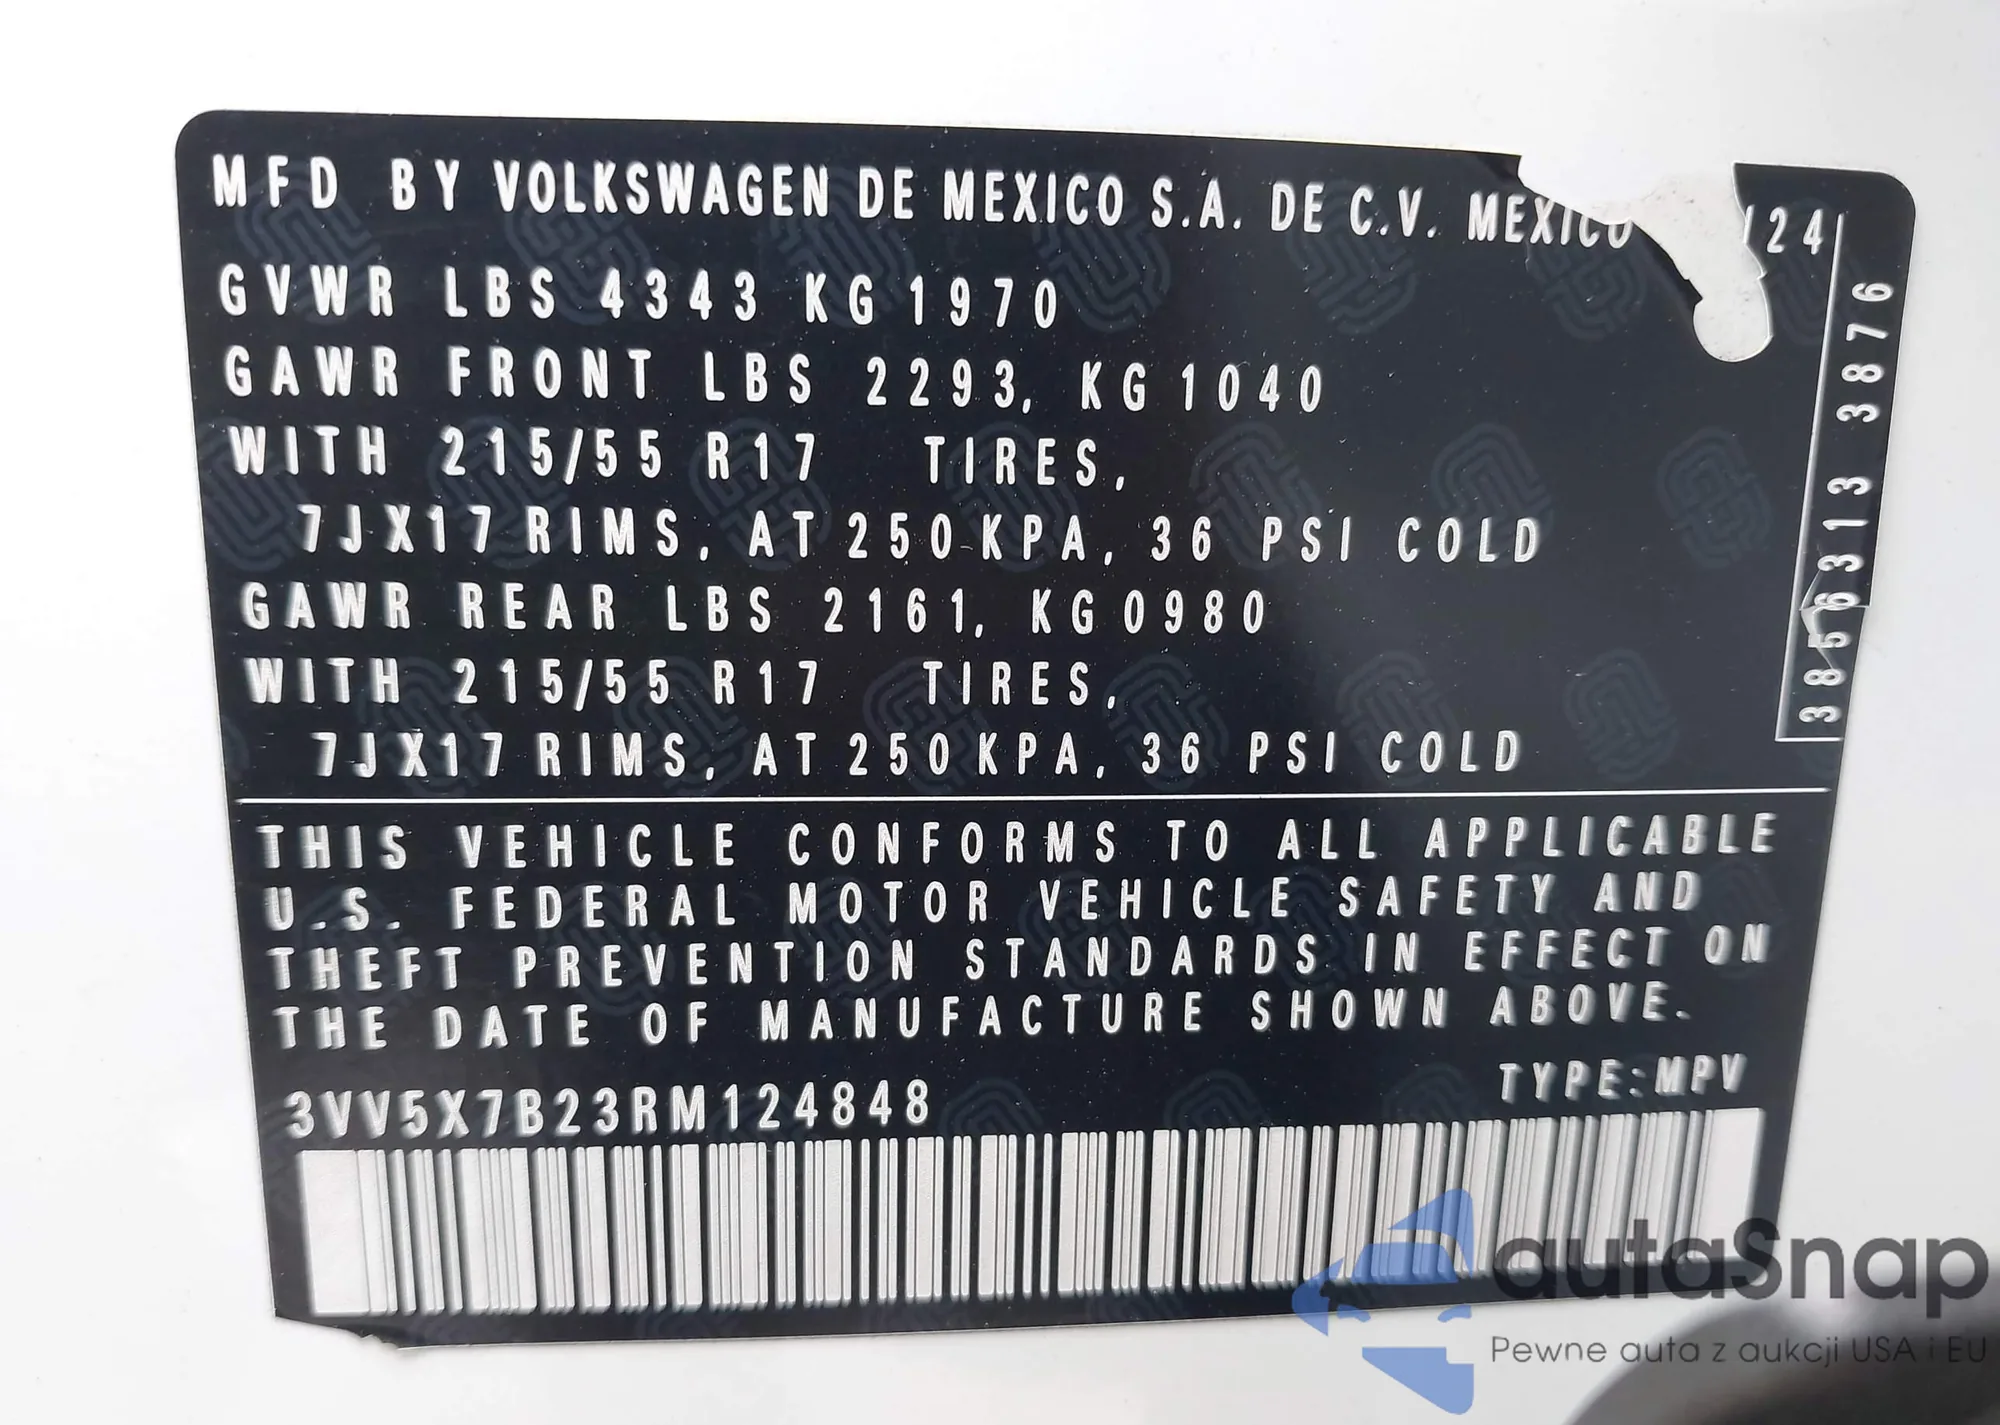 MFD BY VOLKSWAGEN DE MEXICO S.A. DE C.V. MEXICO /24
GVWR LBS 4343 KG 1970
GAWR FRONT LBS 2293, KG 1040
WITH 215/55 R17 TIRES,
7JX17 RIMS, AT 250 KPA, 36 PSI COLD
GAWR REAR LBS 2161, KG 0980
WITH 215/55 R17 TIRES,
7JX17 RIMS, AT 250 KPA, 36 PSI COLD
3856313 3876
THIS VEHICLE CONFORMS TO ALL APPLICABLE
U.S. FEDERAL MOTOR VEHICLE SAFETY AND
THEFT PREVENTION STANDARDS IN EFFECT ON
THE DATE OF MANUFACTURE SHOWN ABOVE.
TYPE:MPV
3VV5X7B23RM124848
autaSnap
Pewne auta z aukcji USA i EU